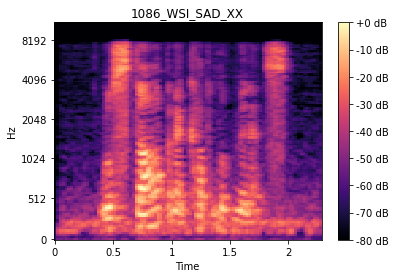 1086_WSI_SAD_XX
8192
4096
2048
1024
512
0
Hz
0
0.5
1
1.5
2
Time
+0 dB
-10 dB
-20 dB
-30 dB
-40 dB
-50 dB
-60 dB
-70 dB
-80 dB